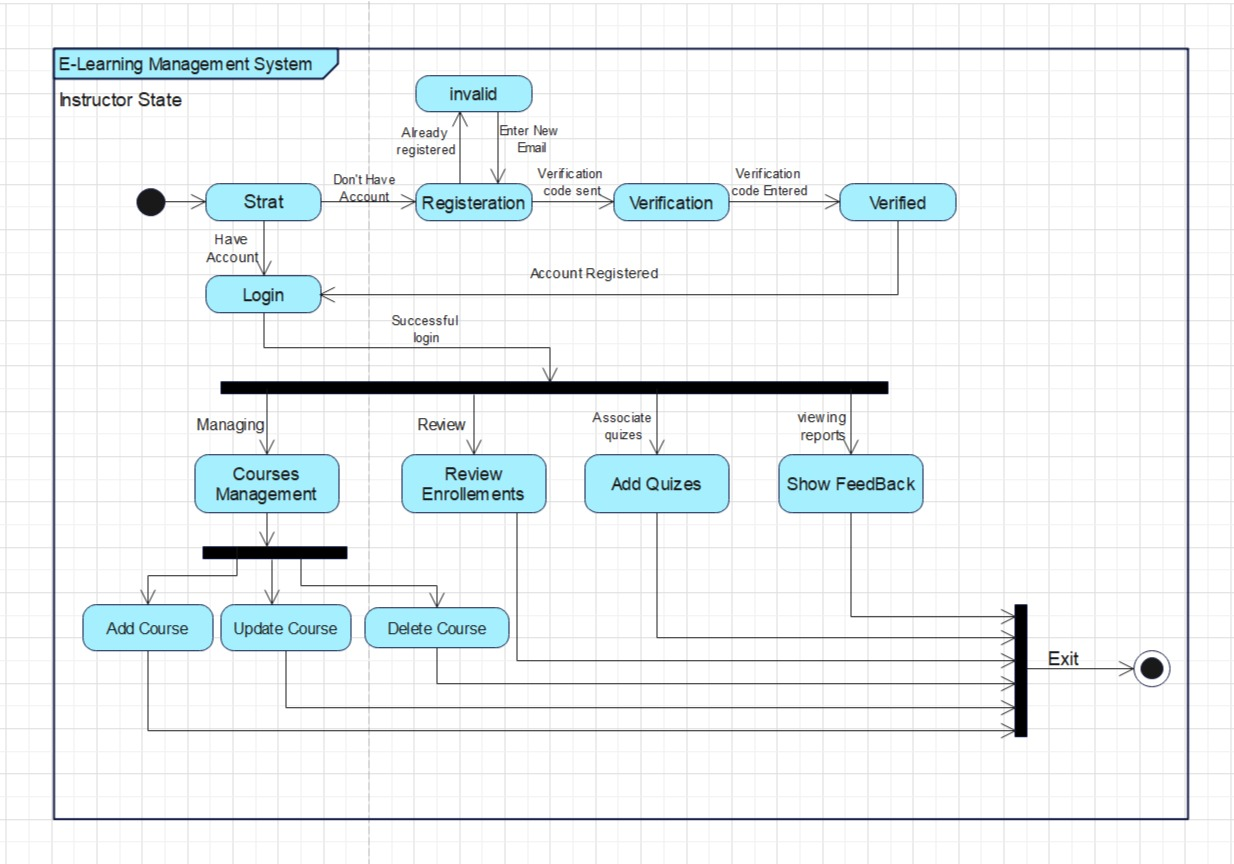 E-Learning Management System
Instructor State
invalid
Already
registered
Enter New
Email
Don't Have
Account
Verification
code sent
Verification
code Entered
Strat
Registeration
Verification
Verified
Have
Account
Account Registered
Login
Successful
login
Managing
Review
Associate
quizes
viewing
reports
Courses
Management
Review
Enrollements
Add Quizes
Show FeedBack
Add Course
Update Course
Delete Course
Exit